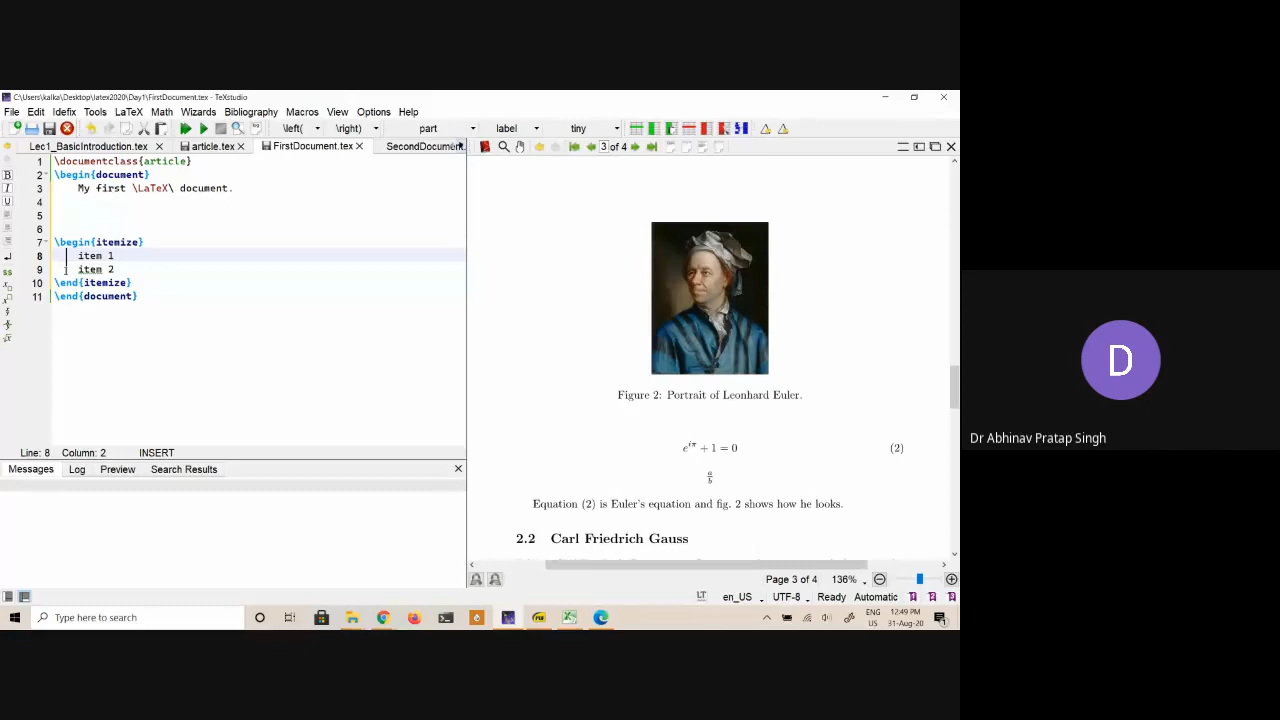 C:\Users\kalka\Desktop\latex2020\Day1\FirstDocument.tex - TeXstudio
File Edit Idefix Tools LaTeX Math Wizards Bibliography Macros View Options Help
\left( \right) part label tiny
Lec1_BasicIntroduction.tex article.tex FirstDocument.tex SecondDocument. 3 of 4
1 \documentclass{article}
2 \begin{document}
3 My first \LaTeX\ document.
4
5
6
7 \begin{itemize}
8 item 1
9 item 2
10 \end{itemize}
11 \end{document}
Line: 8 Column: 2 INSERT
Messages Log Preview Search Results
Figure 2: Portrait of Leonhard Euler.
e^{iπ} + 1 = 0 (2)
a
b
Equation (2) is Euler's equation and fig. 2 shows how he looks.
2.2 Carl Friedrich Gauss
Page 3 of 4 136%
LT en_US UTF-8 Ready Automatic
Type here to search
ENG US 12:49 PM 31-Aug-20
D
Dr Abhinav Pratap Singh